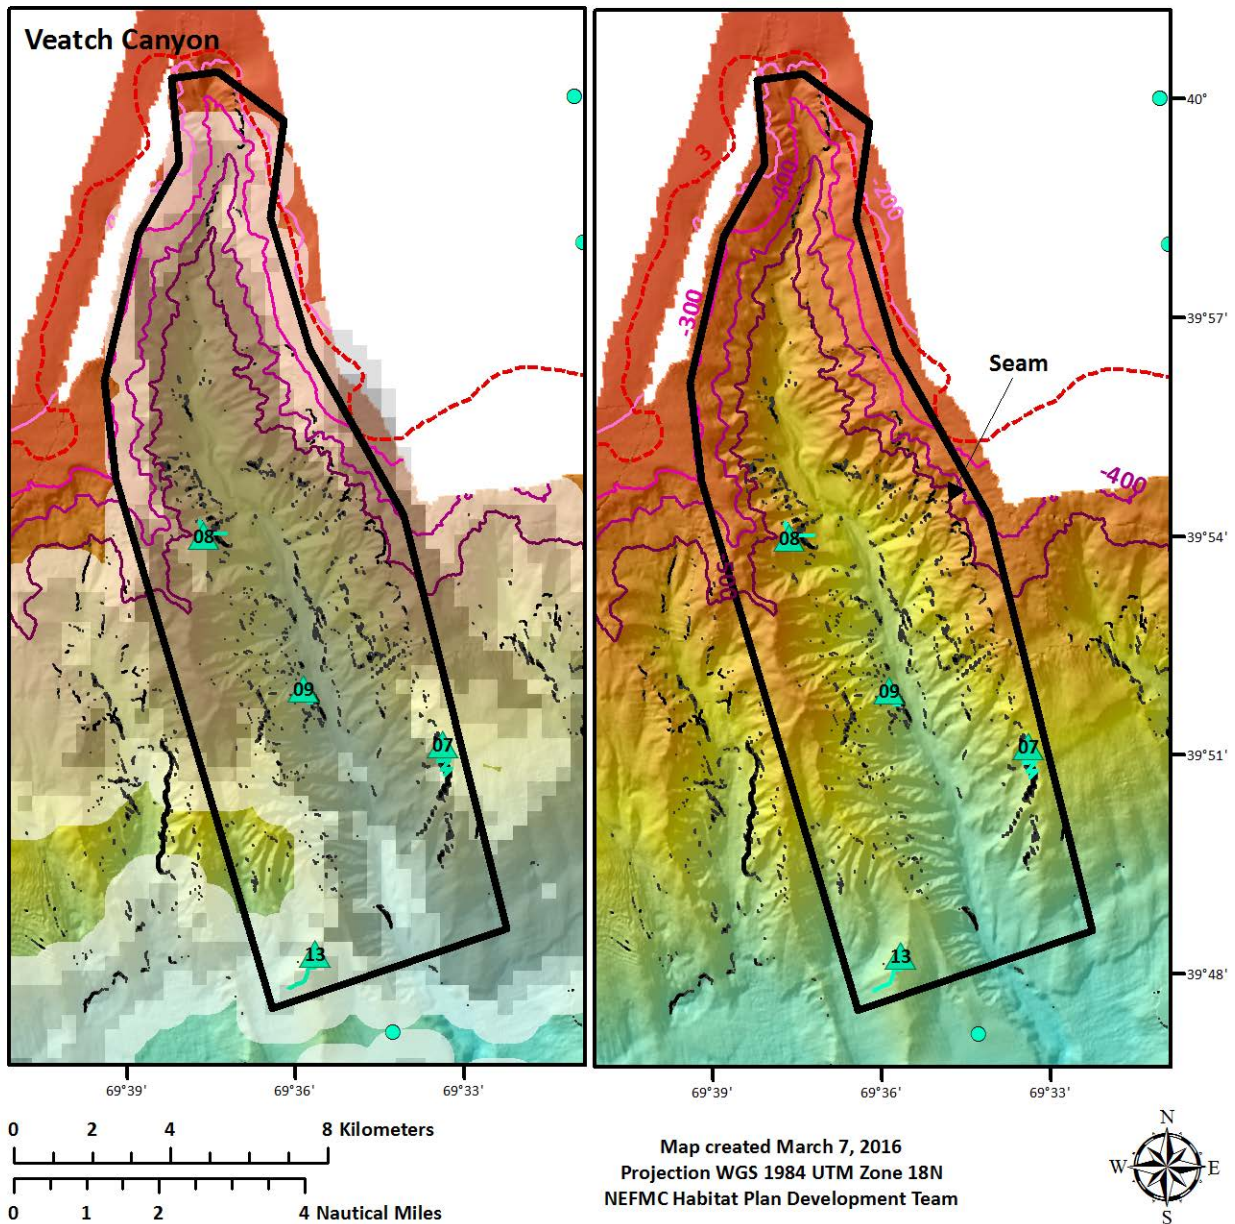 Veatch Canyon
08
09
07
13
69°39'
69°36'
69°33'
3
-400
-200
-300
Seam
-400
08
09
07
13
40°
39°57'
39°54'
39°51'
39°48'
69°39'
69°36'
69°33'
0 2 4 8 Kilometers
0 1 2 4 Nautical Miles
Map created March 7, 2016
Projection WGS 1984 UTM Zone 18N
NEFMC Habitat Plan Development Team
N
W E
S